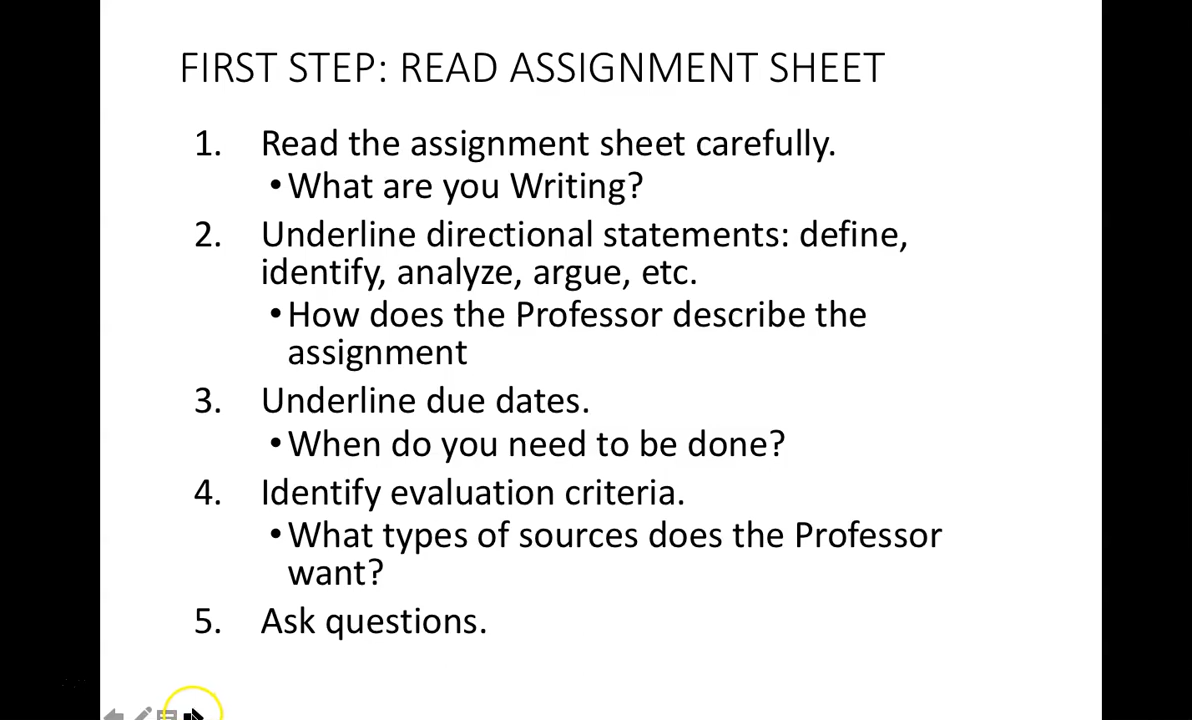 FIRST STEP: READ ASSIGNMENT SHEET
1. Read the assignment sheet carefully.
•What are you Writing?
2. Underline directional statements: define,
identify, analyze, argue, etc.
•How does the Professor describe the
assignment
3. Underline due dates.
•When do you need to be done?
4. Identify evaluation criteria.
•What types of sources does the Professor
want?
5. Ask questions.